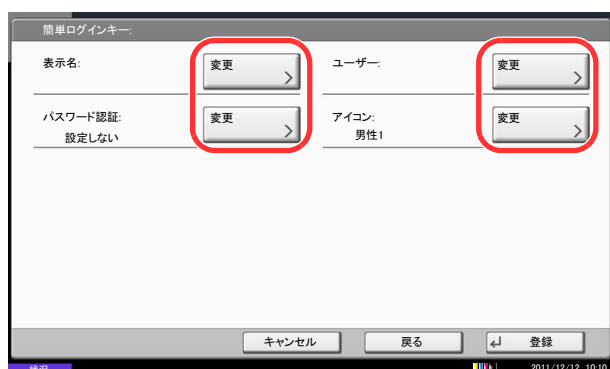 簡単ログインキー:
表示名:
変更
ユーザー:
変更
パスワード認証:
設定しない
変更
アイコン:
男性1
変更
キャンセル
戻る
登録
状況
2011/12/12 10:10